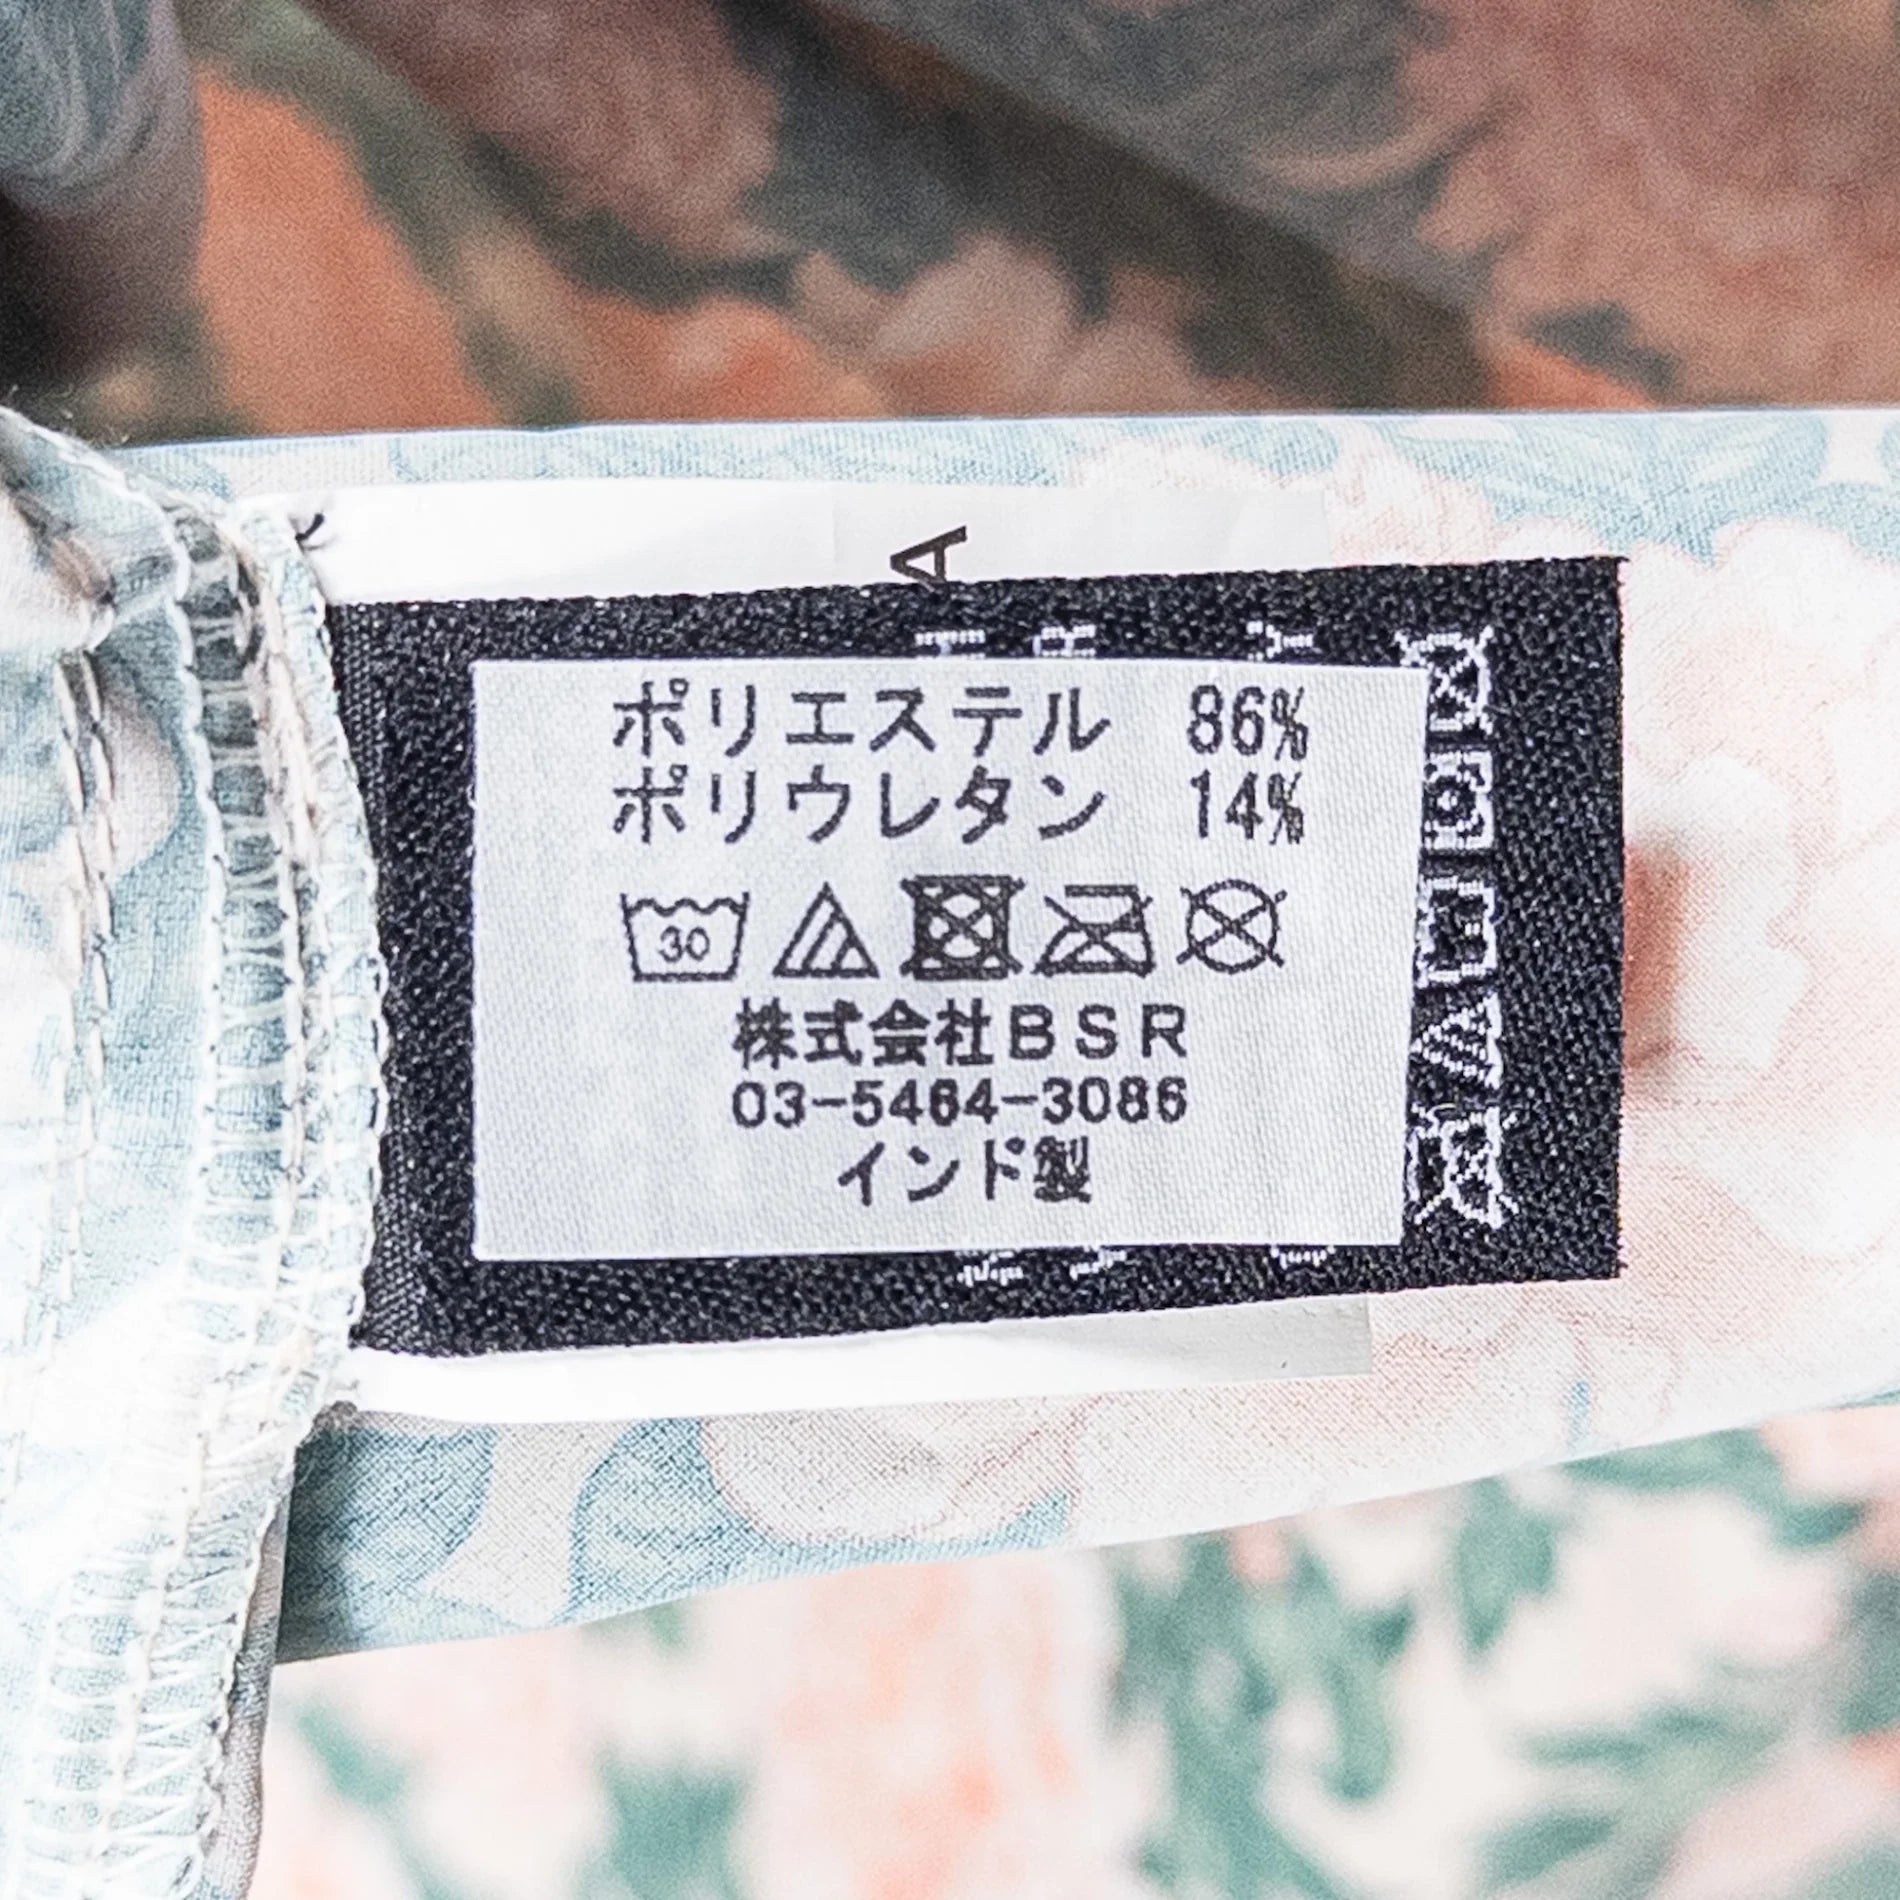 A
ポリエステル 86%
ポリウレタン 14%
30
株式会社BSR
03-5464-3086
インド製